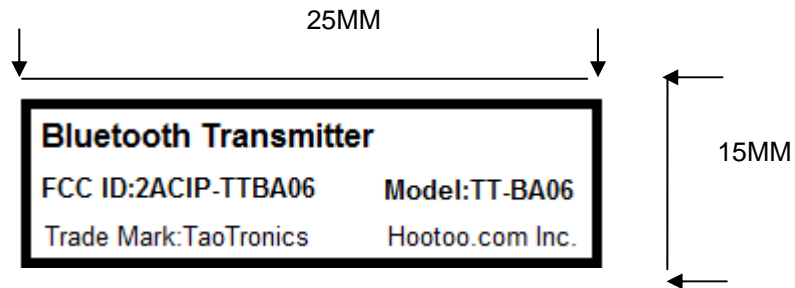 25MM
Bluetooth Transmitter
FCC ID:2ACIP-TTBA06 Model:TT-BA06
15MM
Trade Mark:TaoTronics Hootoo.com Inc.